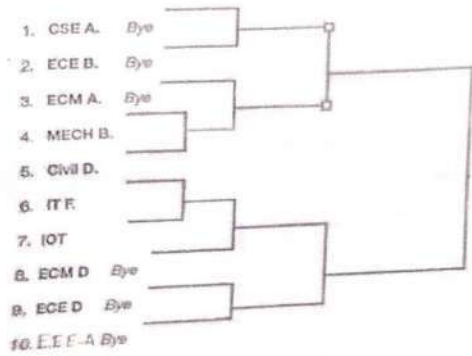 1. CSE A. Bye
2. ECE B. Bye
3. ECM A. Bye
4. MECH B.
5. Civil D.
6. IT F.
7. IOT
8. ECM D Bye
9. ECE D Bye
10. E.E E-A Bye